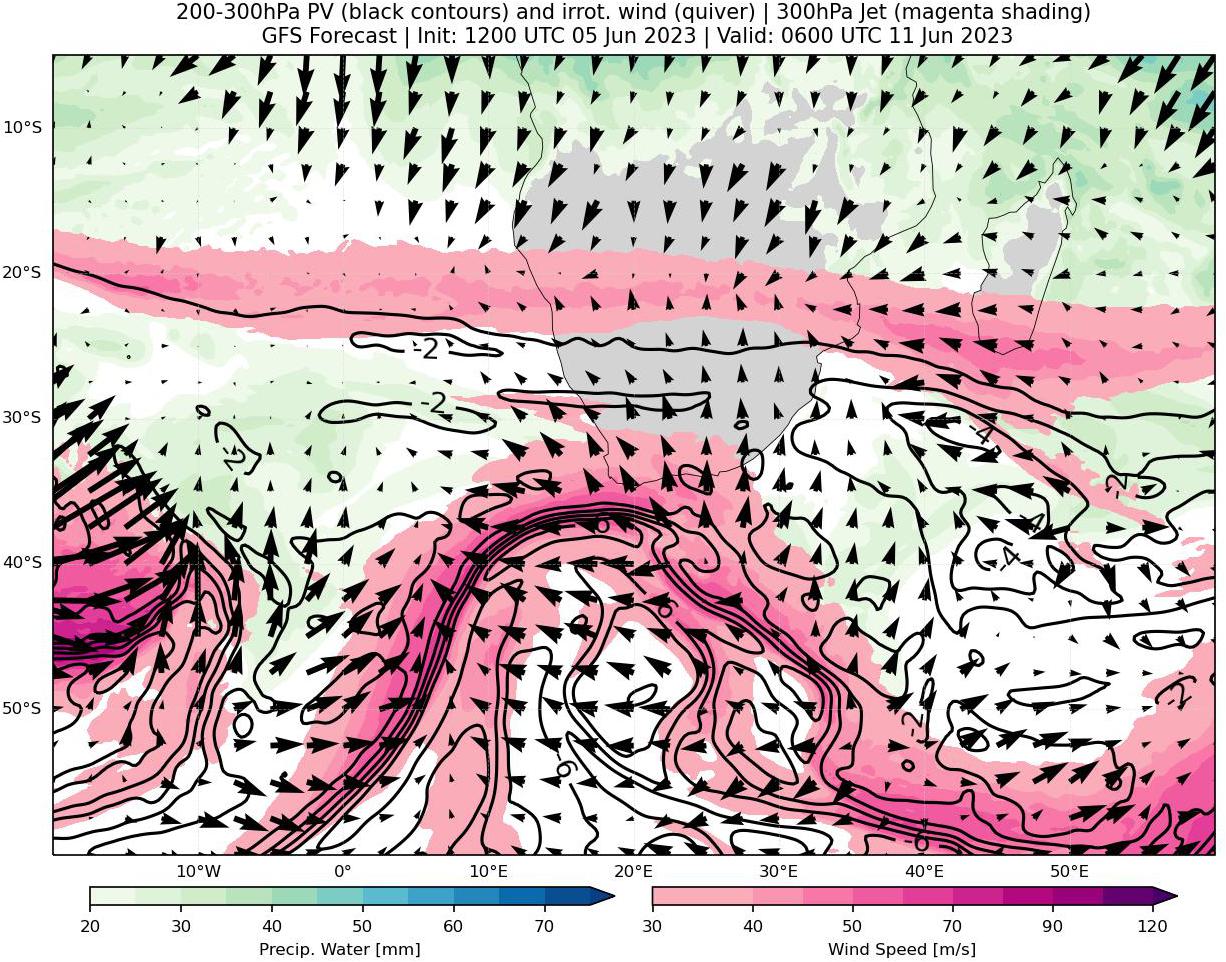 200-300hPa PV (black contours) and irrot. wind (quiver) | 300hPa Jet (magenta shading)
GFS Forecast | Init: 1200 UTC 05 Jun 2023 | Valid: 0600 UTC 11 Jun 2023
10°S
20°S
-2
-2
30°S
-2
-4
-2
-4
-6
40°S
-4
-6
-2
50°S
-2
-6
-6
10°W 0° 10°E 20°E 30°E 40°E 50°E
20 30 40 50 60 70
30 40 50 70 90 120
Precip. Water [mm]
Wind Speed [m/s]